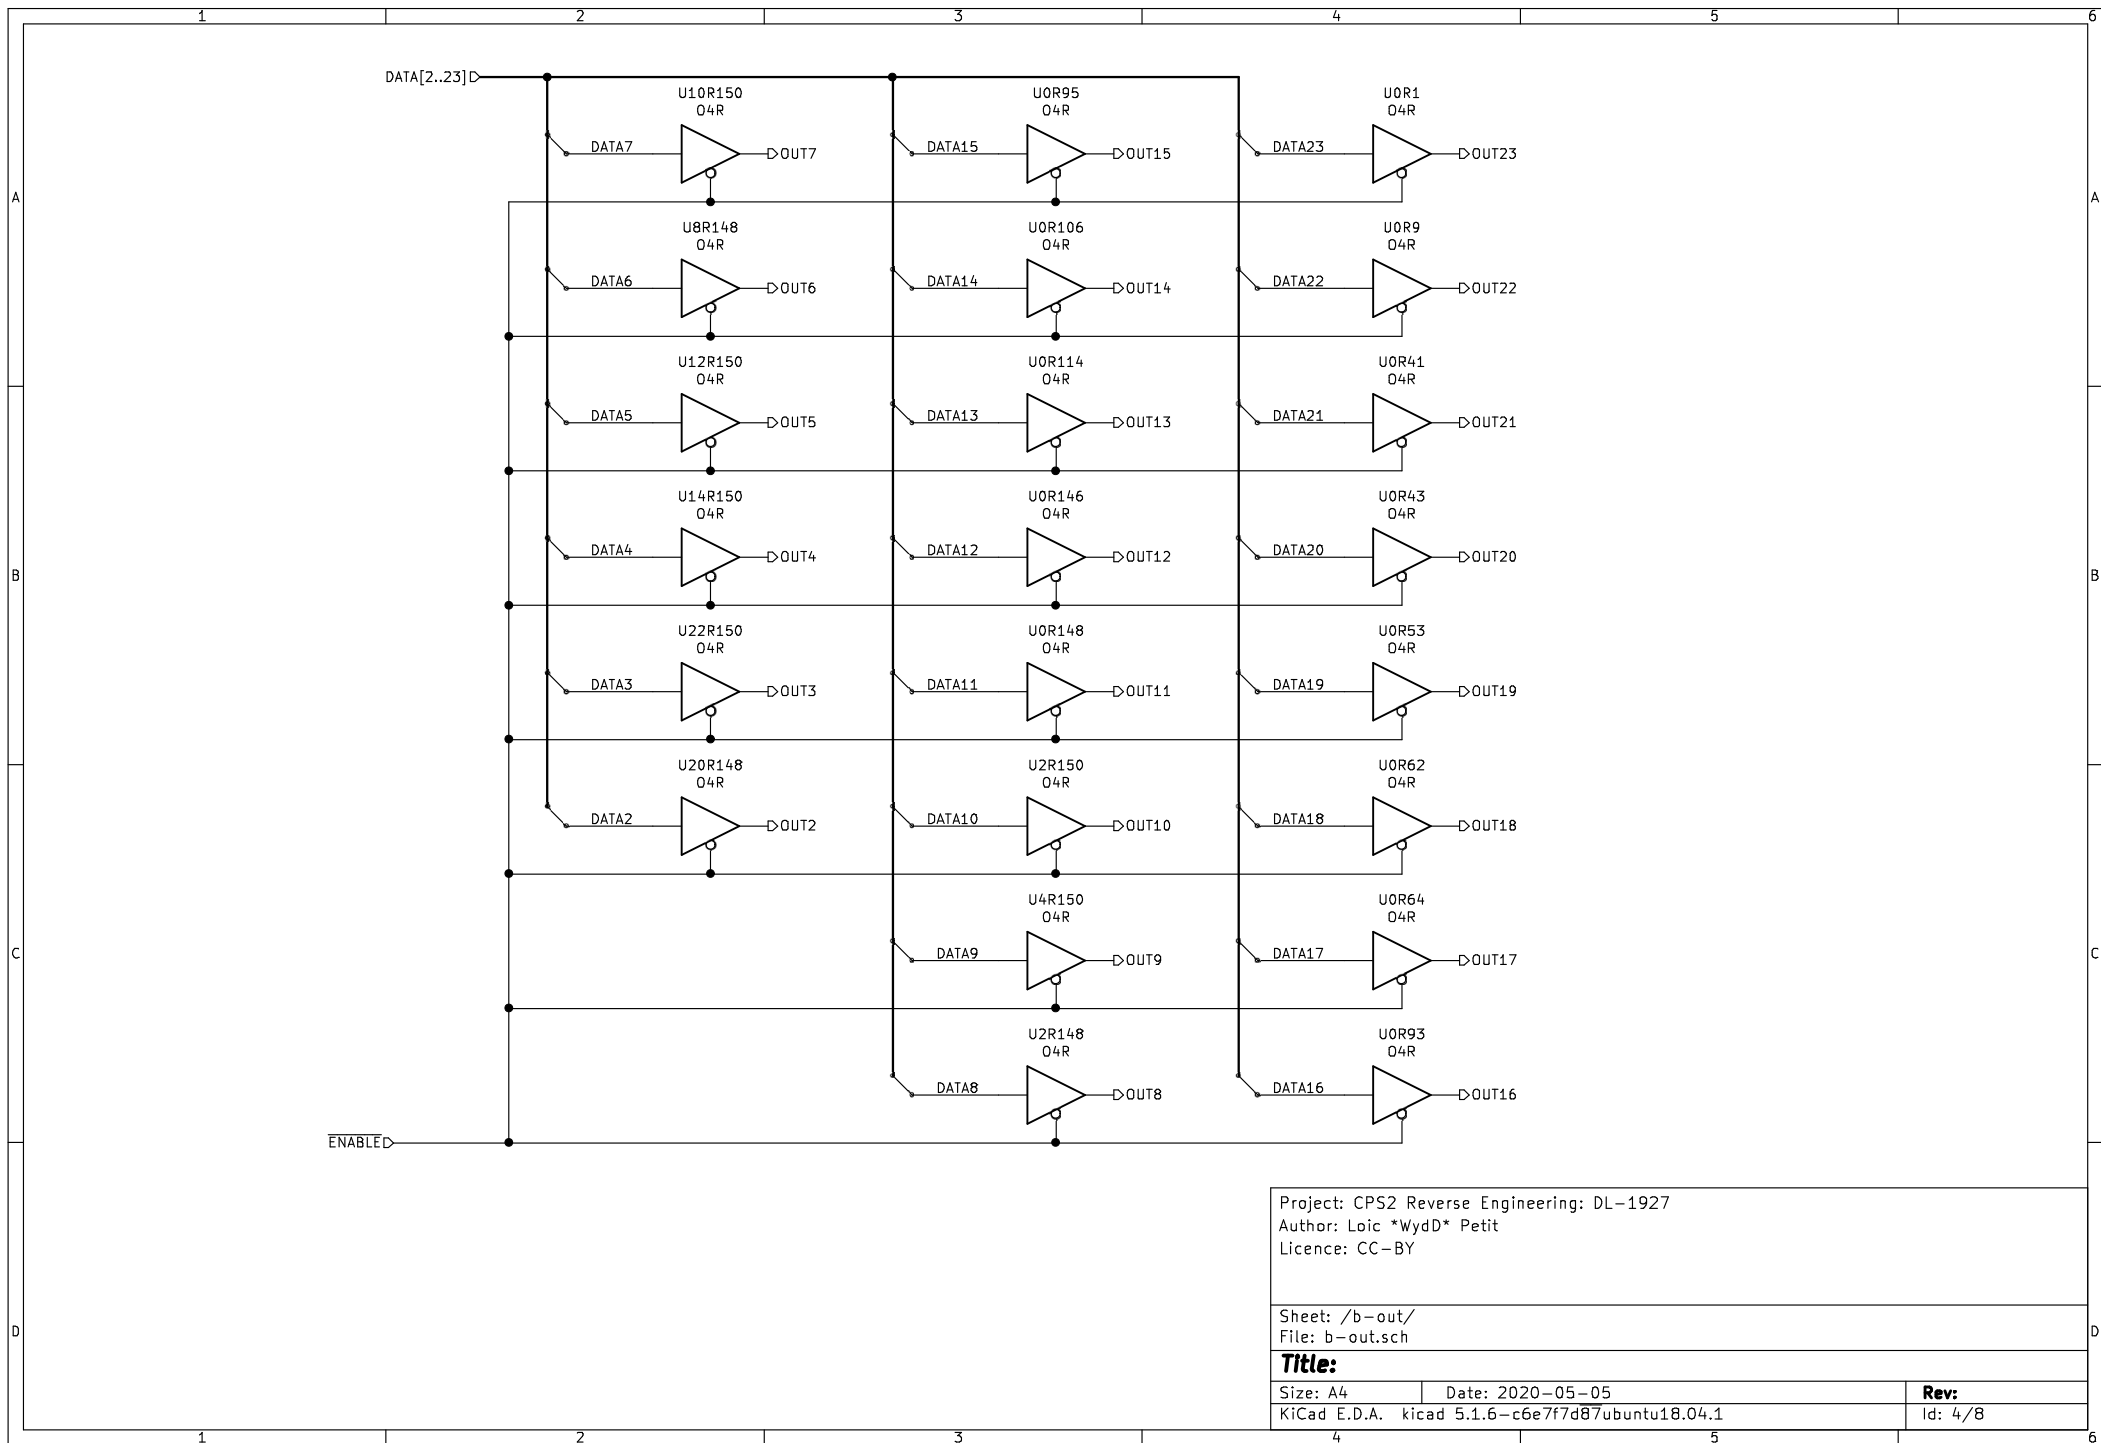 1 2 3 4 5 6
DATA[2..23]
U10R150 U0R95 U0R1
O4R O4R O4R
DATA7 OUT7 DATA15 OUT15 DATA23 OUT23
A A
U8R148 U0R106 U0R9
O4R O4R O4R
DATA6 OUT6 DATA14 OUT14 DATA22 OUT22
U12R150 U0R114 U0R41
O4R O4R O4R
DATA5 OUT5 DATA13 OUT13 DATA21 OUT21
U14R150 U0R146 U0R43
O4R O4R O4R
DATA4 OUT4 DATA12 OUT12 DATA20 OUT20
B B
U22R150 U0R148 U0R53
O4R O4R O4R
DATA3 OUT3 DATA11 OUT11 DATA19 OUT19
U20R148 U2R150 U0R62
O4R O4R O4R
DATA2 OUT2 DATA10 OUT10 DATA18 OUT18
U4R150 U0R64
O4R O4R
C DATA9 OUT9 DATA17 OUT17 C
U2R148 U0R93
O4R O4R
DATA8 OUT8 DATA16 OUT16
ENABLE
Project: CPS2 Reverse Engineering: DL-1927
Author: Loic *WydD* Petit
Licence: CC-BY
Sheet: /b-out/
D D
File: b-out.sch
Title:
Size: A4 Date: 2020-05-05 Rev:
KiCad E.D.A. kicad 5.1.6-c6e7f7d87ubuntu18.04.1 Id: 4/8
1 2 3 4 5 6